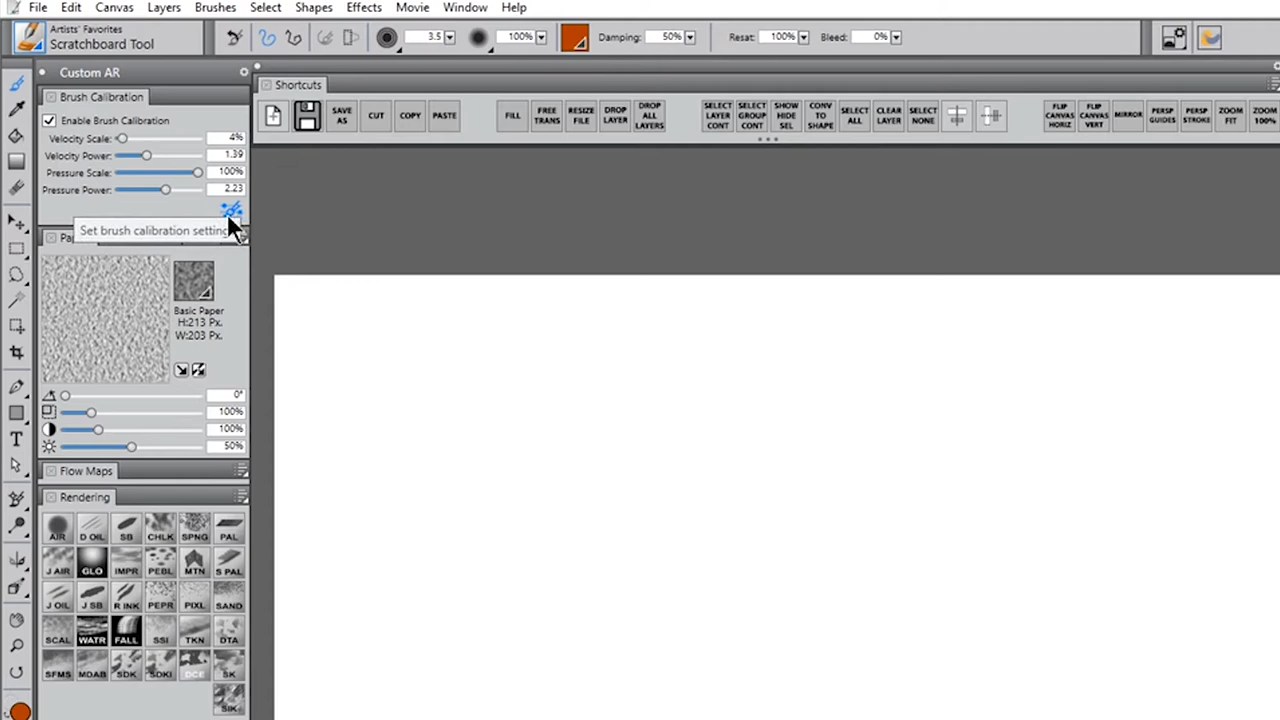 File Edit Canvas Layers Brushes Select Shapes Effects Movie Window Help
Artists' Favorites
Scratchboard Tool
3.5 100% Damping: 50% Resat: 100% Bleed: 0%
Custom AR
Brush Calibration
Enable Brush Calibration
Velocity Scale: 4%
Velocity Power: 1.39
Pressure Scale: 100%
Pressure Power: 2.23
Set brush calibration setting
Basic Paper
H:213 Px.
W:203 Px.
0°
100%
100%
50%
Flow Maps
Rendering
AIR D OIL SB CHLK SPNG PAL
J AIR GLO IMPR PEBL MTN S PAL
J OIL J SB R INK PEPR PIXL SAND
SCAL WATR FALL SSI TKN DTA
SFMS MDAB SDK SDKI DCE SK
SIK
Shortcuts
SAVE AS
CUT
COPY
PASTE
FILL
FREE TRANS
RESIZE FILE
DROP LAYER
DROP ALL LAYERS
SELECT LAYER CONT
SELECT GROUP CONT
SHOW HIDE SEL
CONV TO SHAPE
SELECT ALL
CLEAR LAYER
SELECT NONE
FLIP CANVAS HORIZ
FLIP CANVAS VERT
MIRROR
PERSP GUIDES
PERSP STROKE
ZOOM FIT
ZOOM 100%